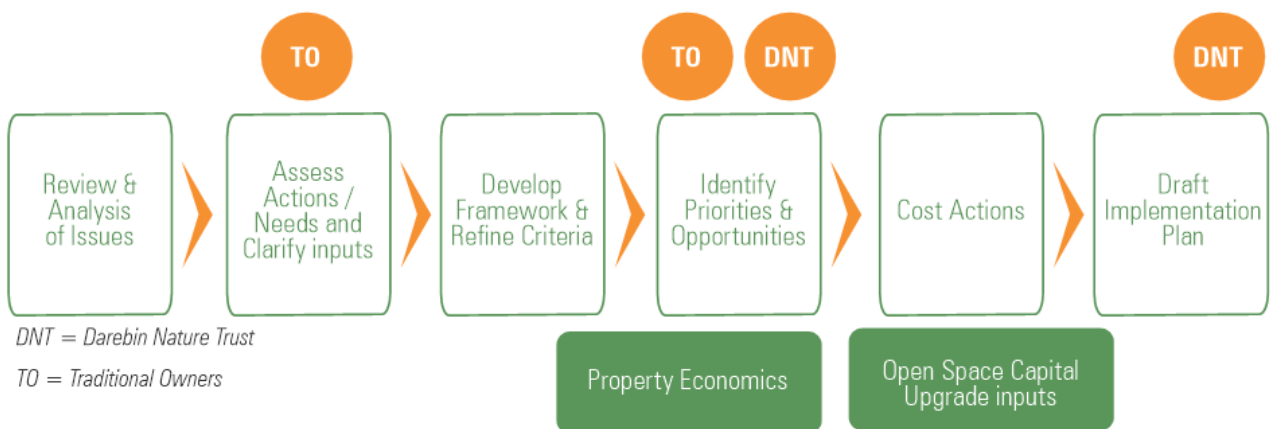 TO
TO
DNT
DNT
Review &
Analysis
of Issues
Assess
Actions /
Needs and
Clarify inputs
Develop
Framework &
Refine Criteria
Identify
Priorities &
Opportunities
Cost Actions
Draft
Implementation
Plan
DNT = Darebin Nature Trust
TO = Traditional Owners
Property Economics
Open Space Capital
Upgrade inputs